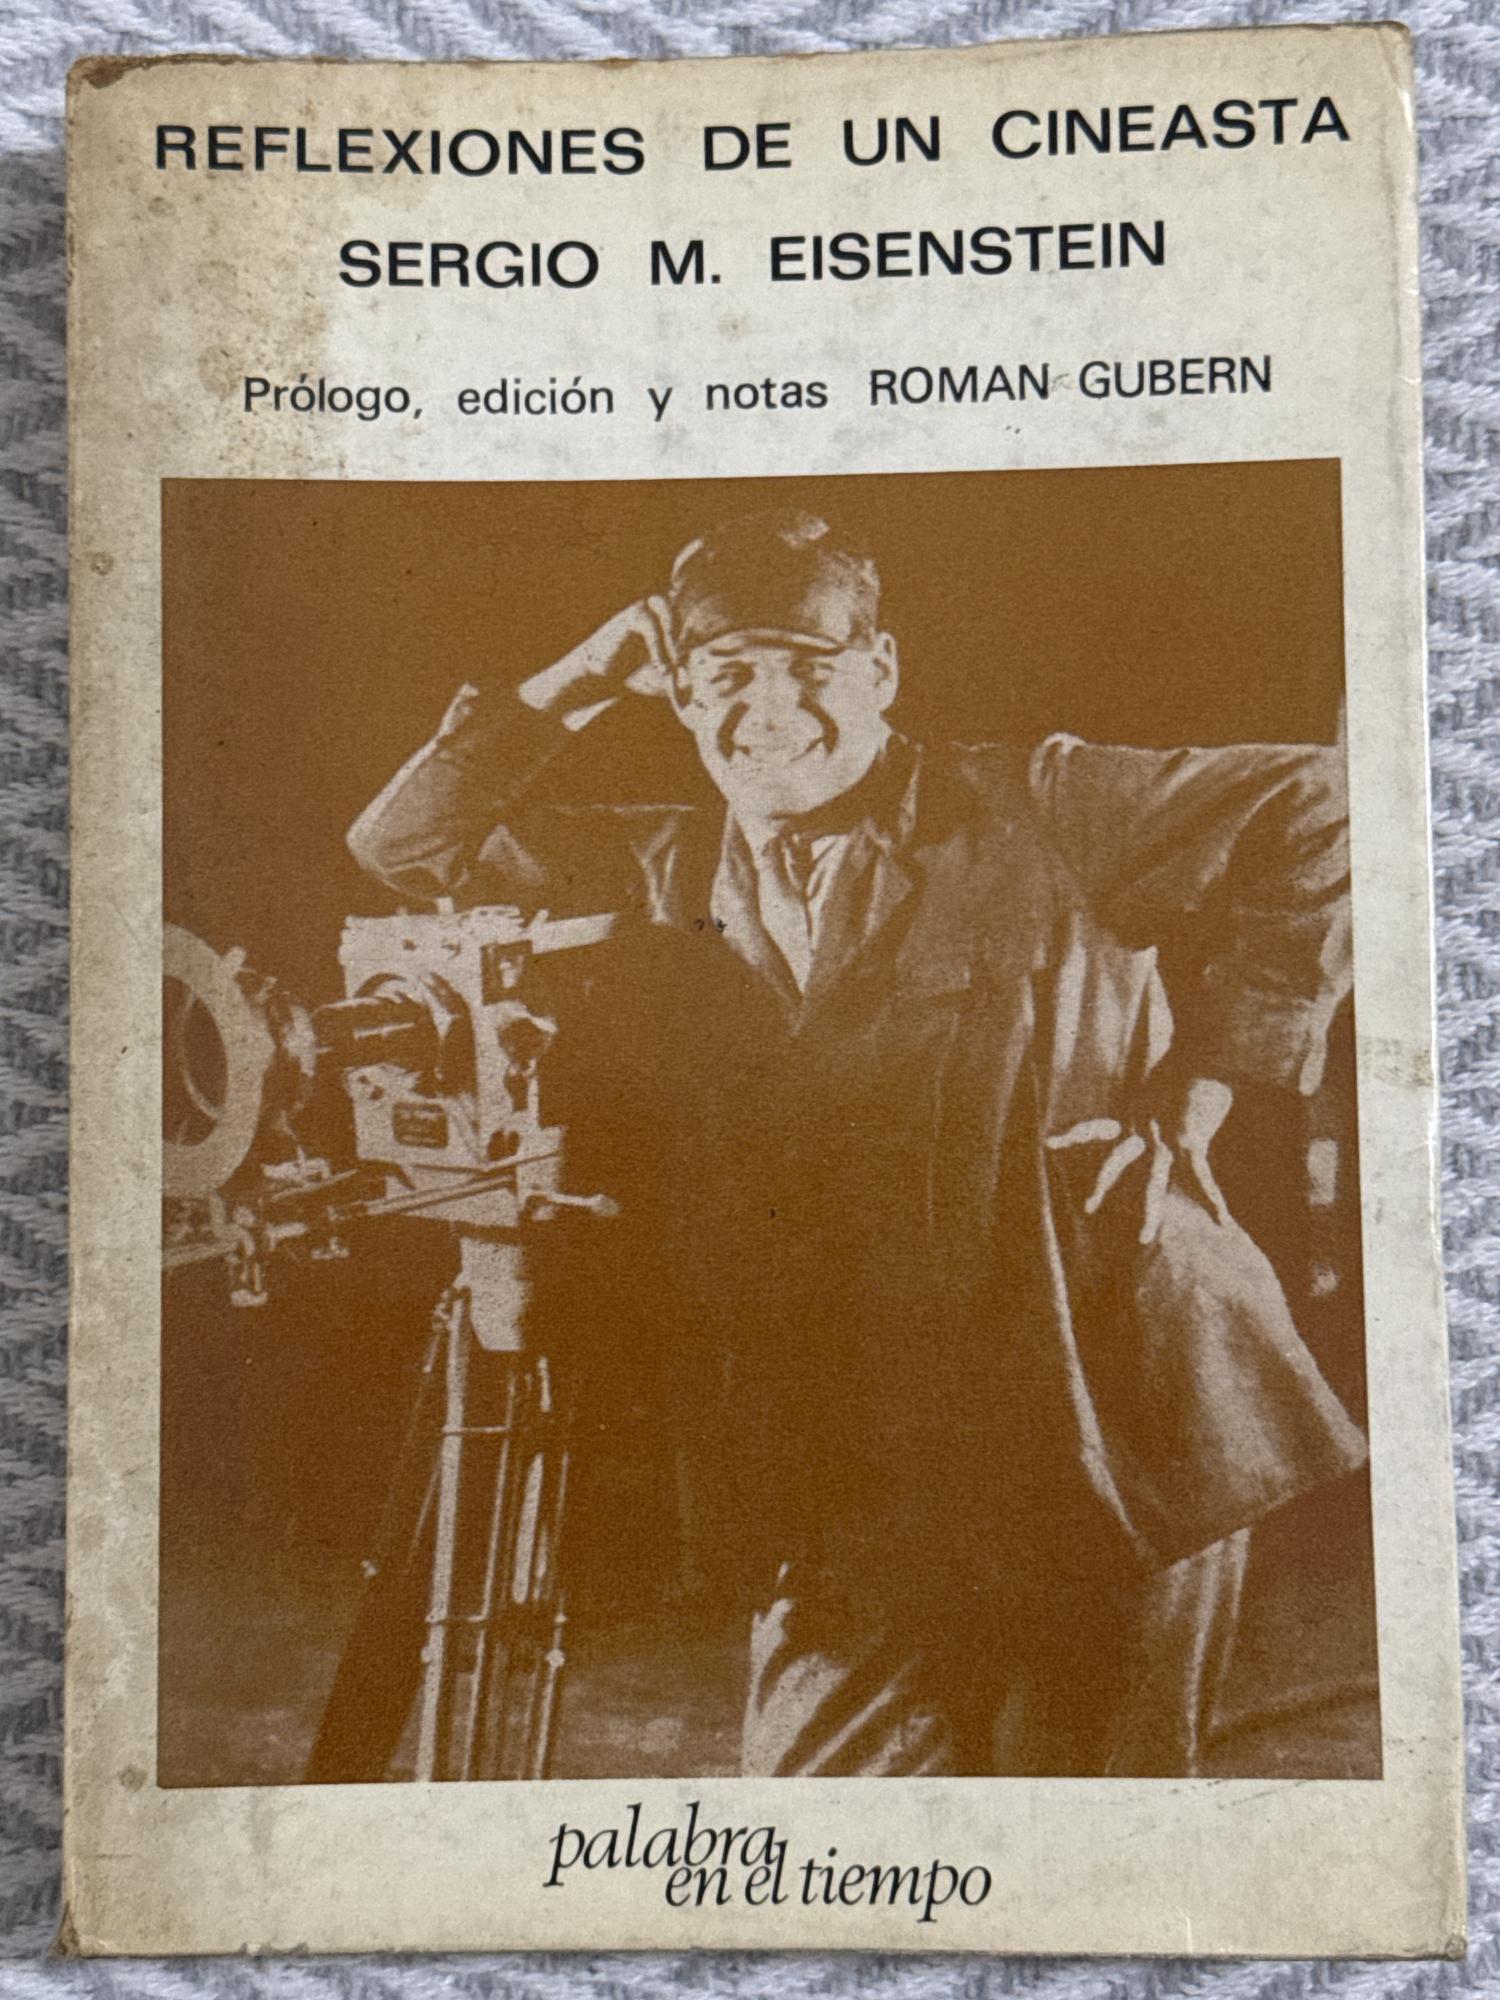 REFLEXIONES DE UN CINEASTA
SERGIO M. EISENSTEIN
Prólogo, edición y notas ROMAN GUBERN
palabra
en el tiempo